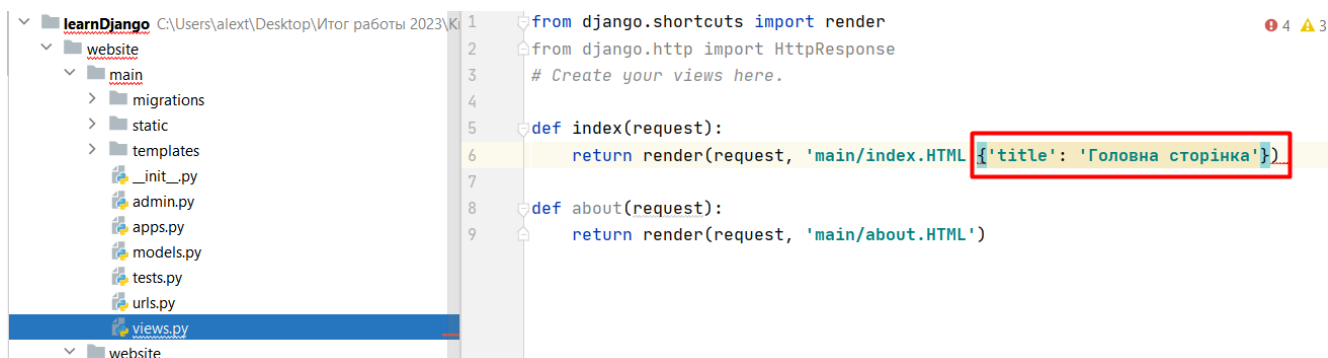 learnDjango C:\Users\alext\Desktop\Итог работы 2023\К
website
main
migrations
static
templates
__init__.py
admin.py
apps.py
models.py
tests.py
urls.py
views.py
website
1 from django.shortcuts import render
2 from django.http import HttpResponse
3 # Create your views here.
4
5 def index(request):
6 return render(request, 'main/index.HTML {'title': 'Головна сторінка'})
7
8 def about(request):
9 return render(request, 'main/about.HTML')
4 3